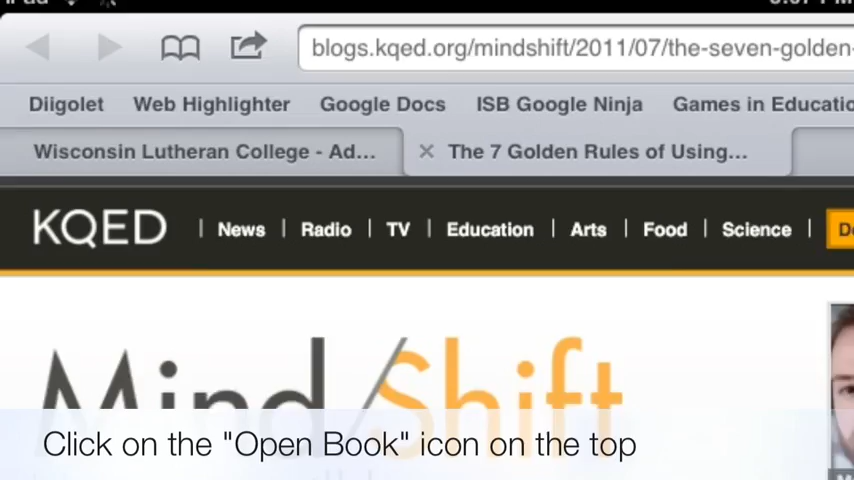 blogs.kqed.org/mindshift/2011/07/the-seven-golden-
Diigolet Web Highlighter Google Docs ISB Google Ninja Games in Educatio
Wisconsin Lutheran College - Ad... × The 7 Golden Rules of Using...
KQED | News | Radio | TV | Education | Arts | Food | Science |
Mind/Shift
Click on the "Open Book" icon on the top